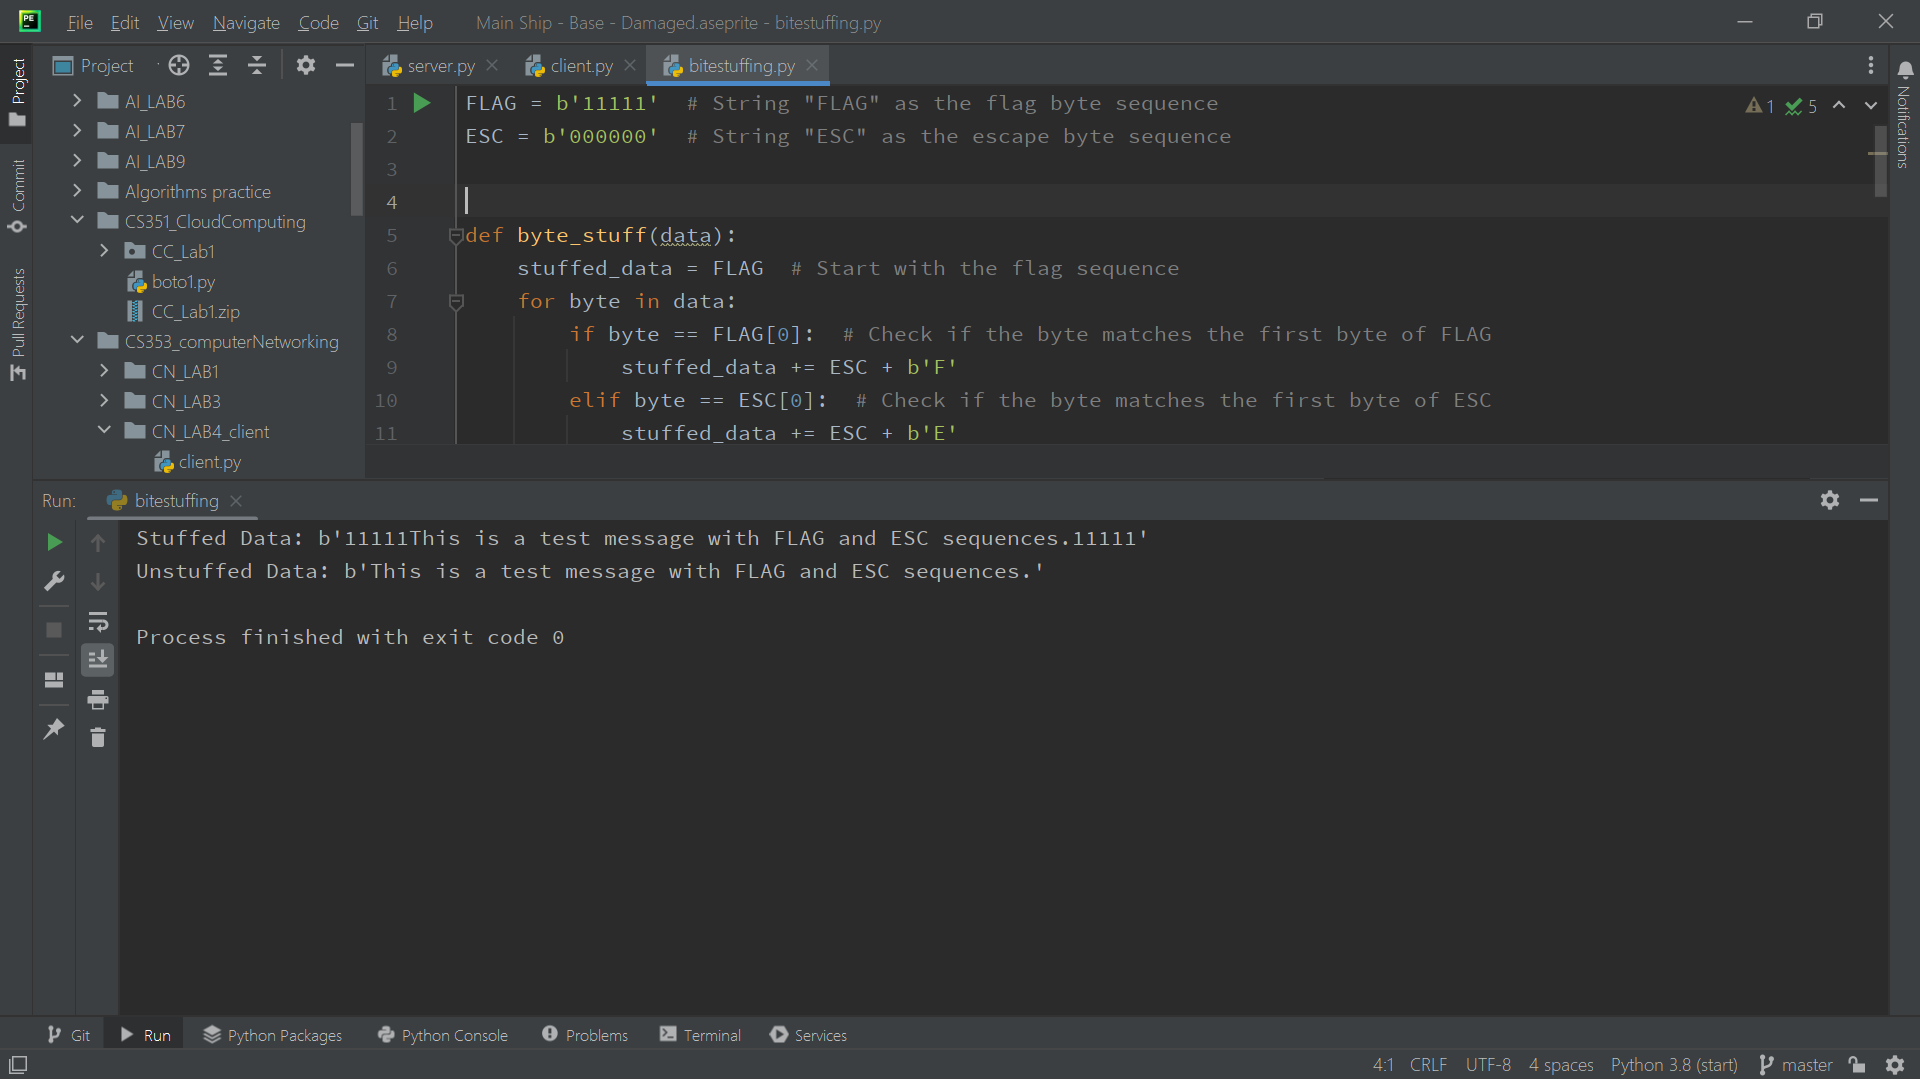 File Edit View Navigate Code Git Help Main Ship - Base - Damaged.aseprite - bitestuffing.py
Project
server.py
client.py
bitestuffing.py
Project
Commit
Pull Requests
Notifications
AI_LAB6
AI_LAB7
AI_LAB9
Algorithms practice
CS351_CloudComputing
CC_Lab1
boto1.py
CC_Lab1.zip
CS353_computerNetworking
CN_LAB1
CN_LAB3
CN_LAB4_client
client.py
1 FLAG = b'11111'  # String "FLAG" as the flag byte sequence
2 ESC = b'000000'  # String "ESC" as the escape byte sequence
3
4
5 def byte_stuff(data):
6     stuffed_data = FLAG  # Start with the flag sequence
7     for byte in data:
8         if byte == FLAG[0]:  # Check if the byte matches the first byte of FLAG
9             stuffed_data += ESC + b'F'
10         elif byte == ESC[0]:  # Check if the byte matches the first byte of ESC
11             stuffed_data += ESC + b'E'
1 5
Run: bitestuffing
Stuffed Data: b'11111This is a test message with FLAG and ESC sequences.11111'
Unstuffed Data: b'This is a test message with FLAG and ESC sequences.'
Process finished with exit code 0
Git Run Python Packages Python Console Problems Terminal Services
4:1 CRLF UTF-8 4 spaces Python 3.8 (start) master